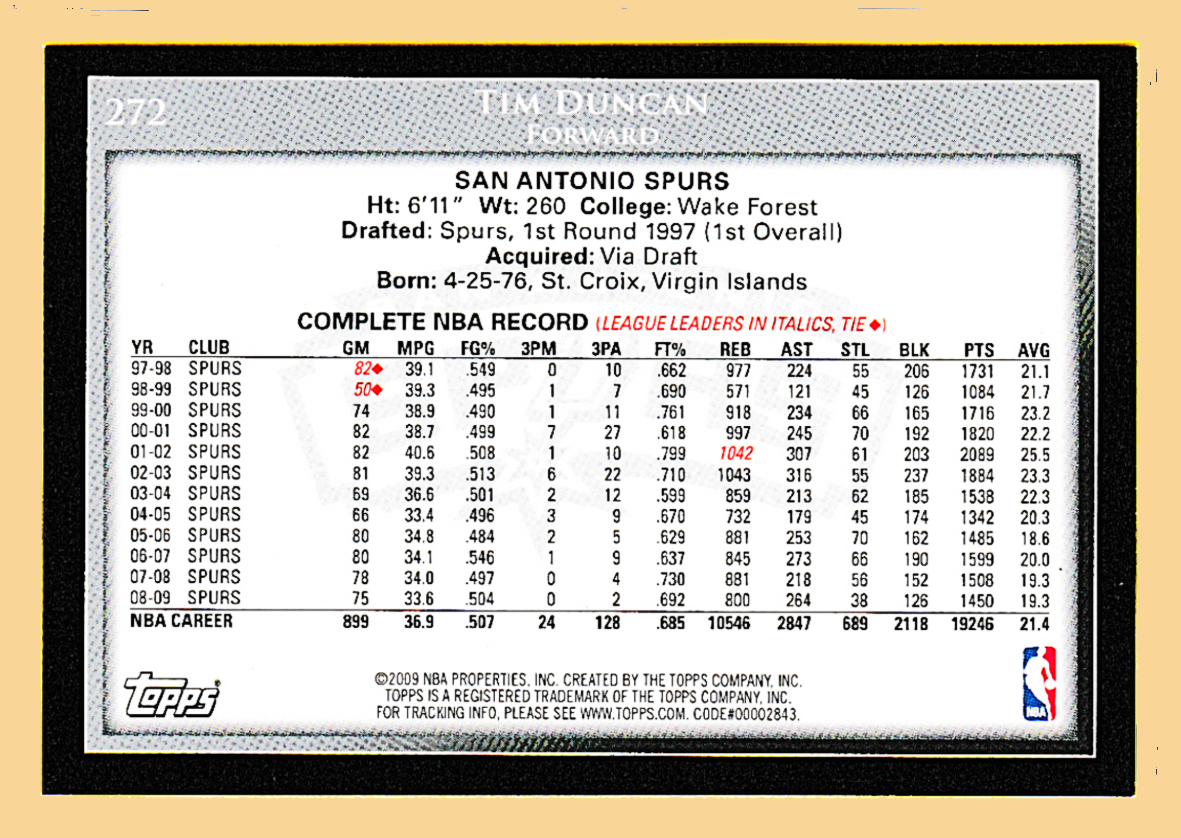 272
TIM DUNCAN
FORWARD
SAN ANTONIO SPURS
Ht: 6'11" Wt: 260 College: Wake Forest
Drafted: Spurs, 1st Round 1997 (1st Overall)
Acquired: Via Draft
Born: 4-25-76, St. Croix, Virgin Islands
COMPLETE NBA RECORD (LEAGUE LEADERS IN ITALICS, TIE ◆)
YR CLUB GM MPG FG% 3PM 3PA FT% REB AST STL BLK PTS AVG
97-98 SPURS 82◆ 39.1 .549 0 10 .662 977 224 55 206 1731 21.1
98-99 SPURS 50◆ 39.3 .495 1 7 .690 571 121 45 126 1084 21.7
99-00 SPURS 74 38.9 .490 1 11 .761 918 234 66 165 1716 23.2
00-01 SPURS 82 38.7 .499 7 27 .618 997 245 70 192 1820 22.2
01-02 SPURS 82 40.6 .508 1 10 .799 1042 307 61 203 2089 25.5
02-03 SPURS 81 39.3 .513 6 22 .710 1043 316 55 237 1884 23.3
03-04 SPURS 69 36.6 .501 2 12 .599 859 213 62 185 1538 22.3
04-05 SPURS 66 33.4 .496 3 9 .670 732 179 45 174 1342 20.3
05-06 SPURS 80 34.8 .484 2 5 .629 881 253 70 162 1485 18.6
06-07 SPURS 80 34.1 .546 1 9 .637 845 273 66 190 1599 20.0
07-08 SPURS 78 34.0 .497 0 4 .730 881 218 56 152 1508 19.3
08-09 SPURS 75 33.6 .504 0 2 .692 800 264 38 126 1450 19.3
NBA CAREER 899 36.9 .507 24 128 .685 10546 2847 689 2118 19246 21.4
Topps
©2009 NBA PROPERTIES, INC. CREATED BY THE TOPPS COMPANY, INC.
TOPPS IS A REGISTERED TRADEMARK OF THE TOPPS COMPANY, INC.
FOR TRACKING INFO, PLEASE SEE WWW.TOPPS.COM. CODE#00002843.
NBA